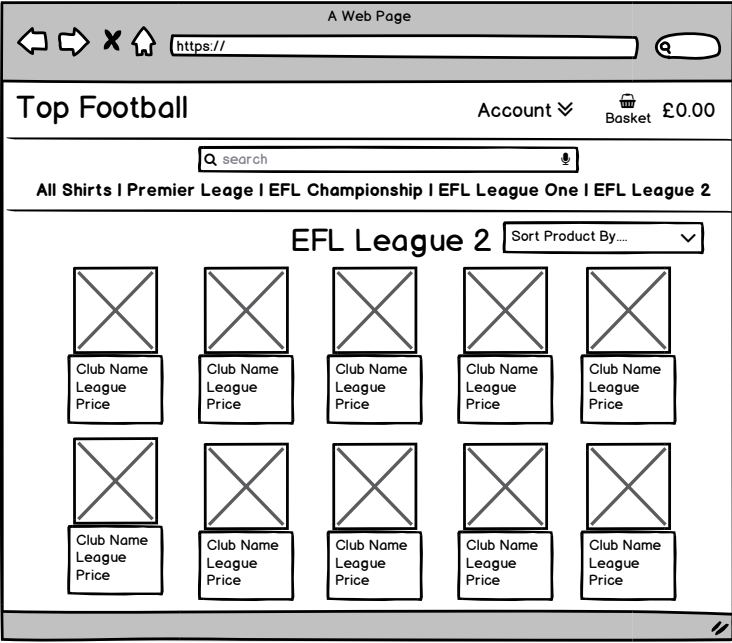 A Web Page
https://
Top Football
Account
Basket
£0.00
search
All Shirts | Premier Leage | EFL Championship | EFL League One | EFL League 2
EFL League 2
Sort Product By....
Club Name
League
Price
Club Name
League
Price
Club Name
League
Price
Club Name
League
Price
Club Name
League
Price
Club Name
League
Price
Club Name
League
Price
Club Name
League
Price
Club Name
League
Price
Club Name
League
Price